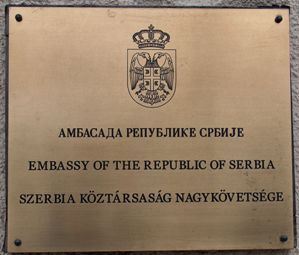 АМБАСАДА РЕПУБЛИКЕ СРБИЈЕ
EMBASSY OF THE REPUBLIC OF SERBIA
SZERBIA KÖZTÁRSASÁG NAGYKÖVETSÉGE